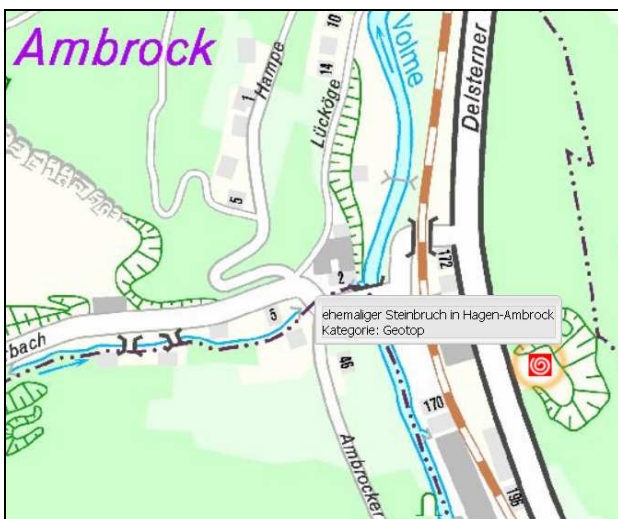 Ambrock
Hampe
10
14
Lücköge
Volme
Delsterner
1
5
172
2
5
ehemaliger Steinbruch in Hagen-Ambrock
Kategorie: Geotop
bach
46
170
Ambrocker
196